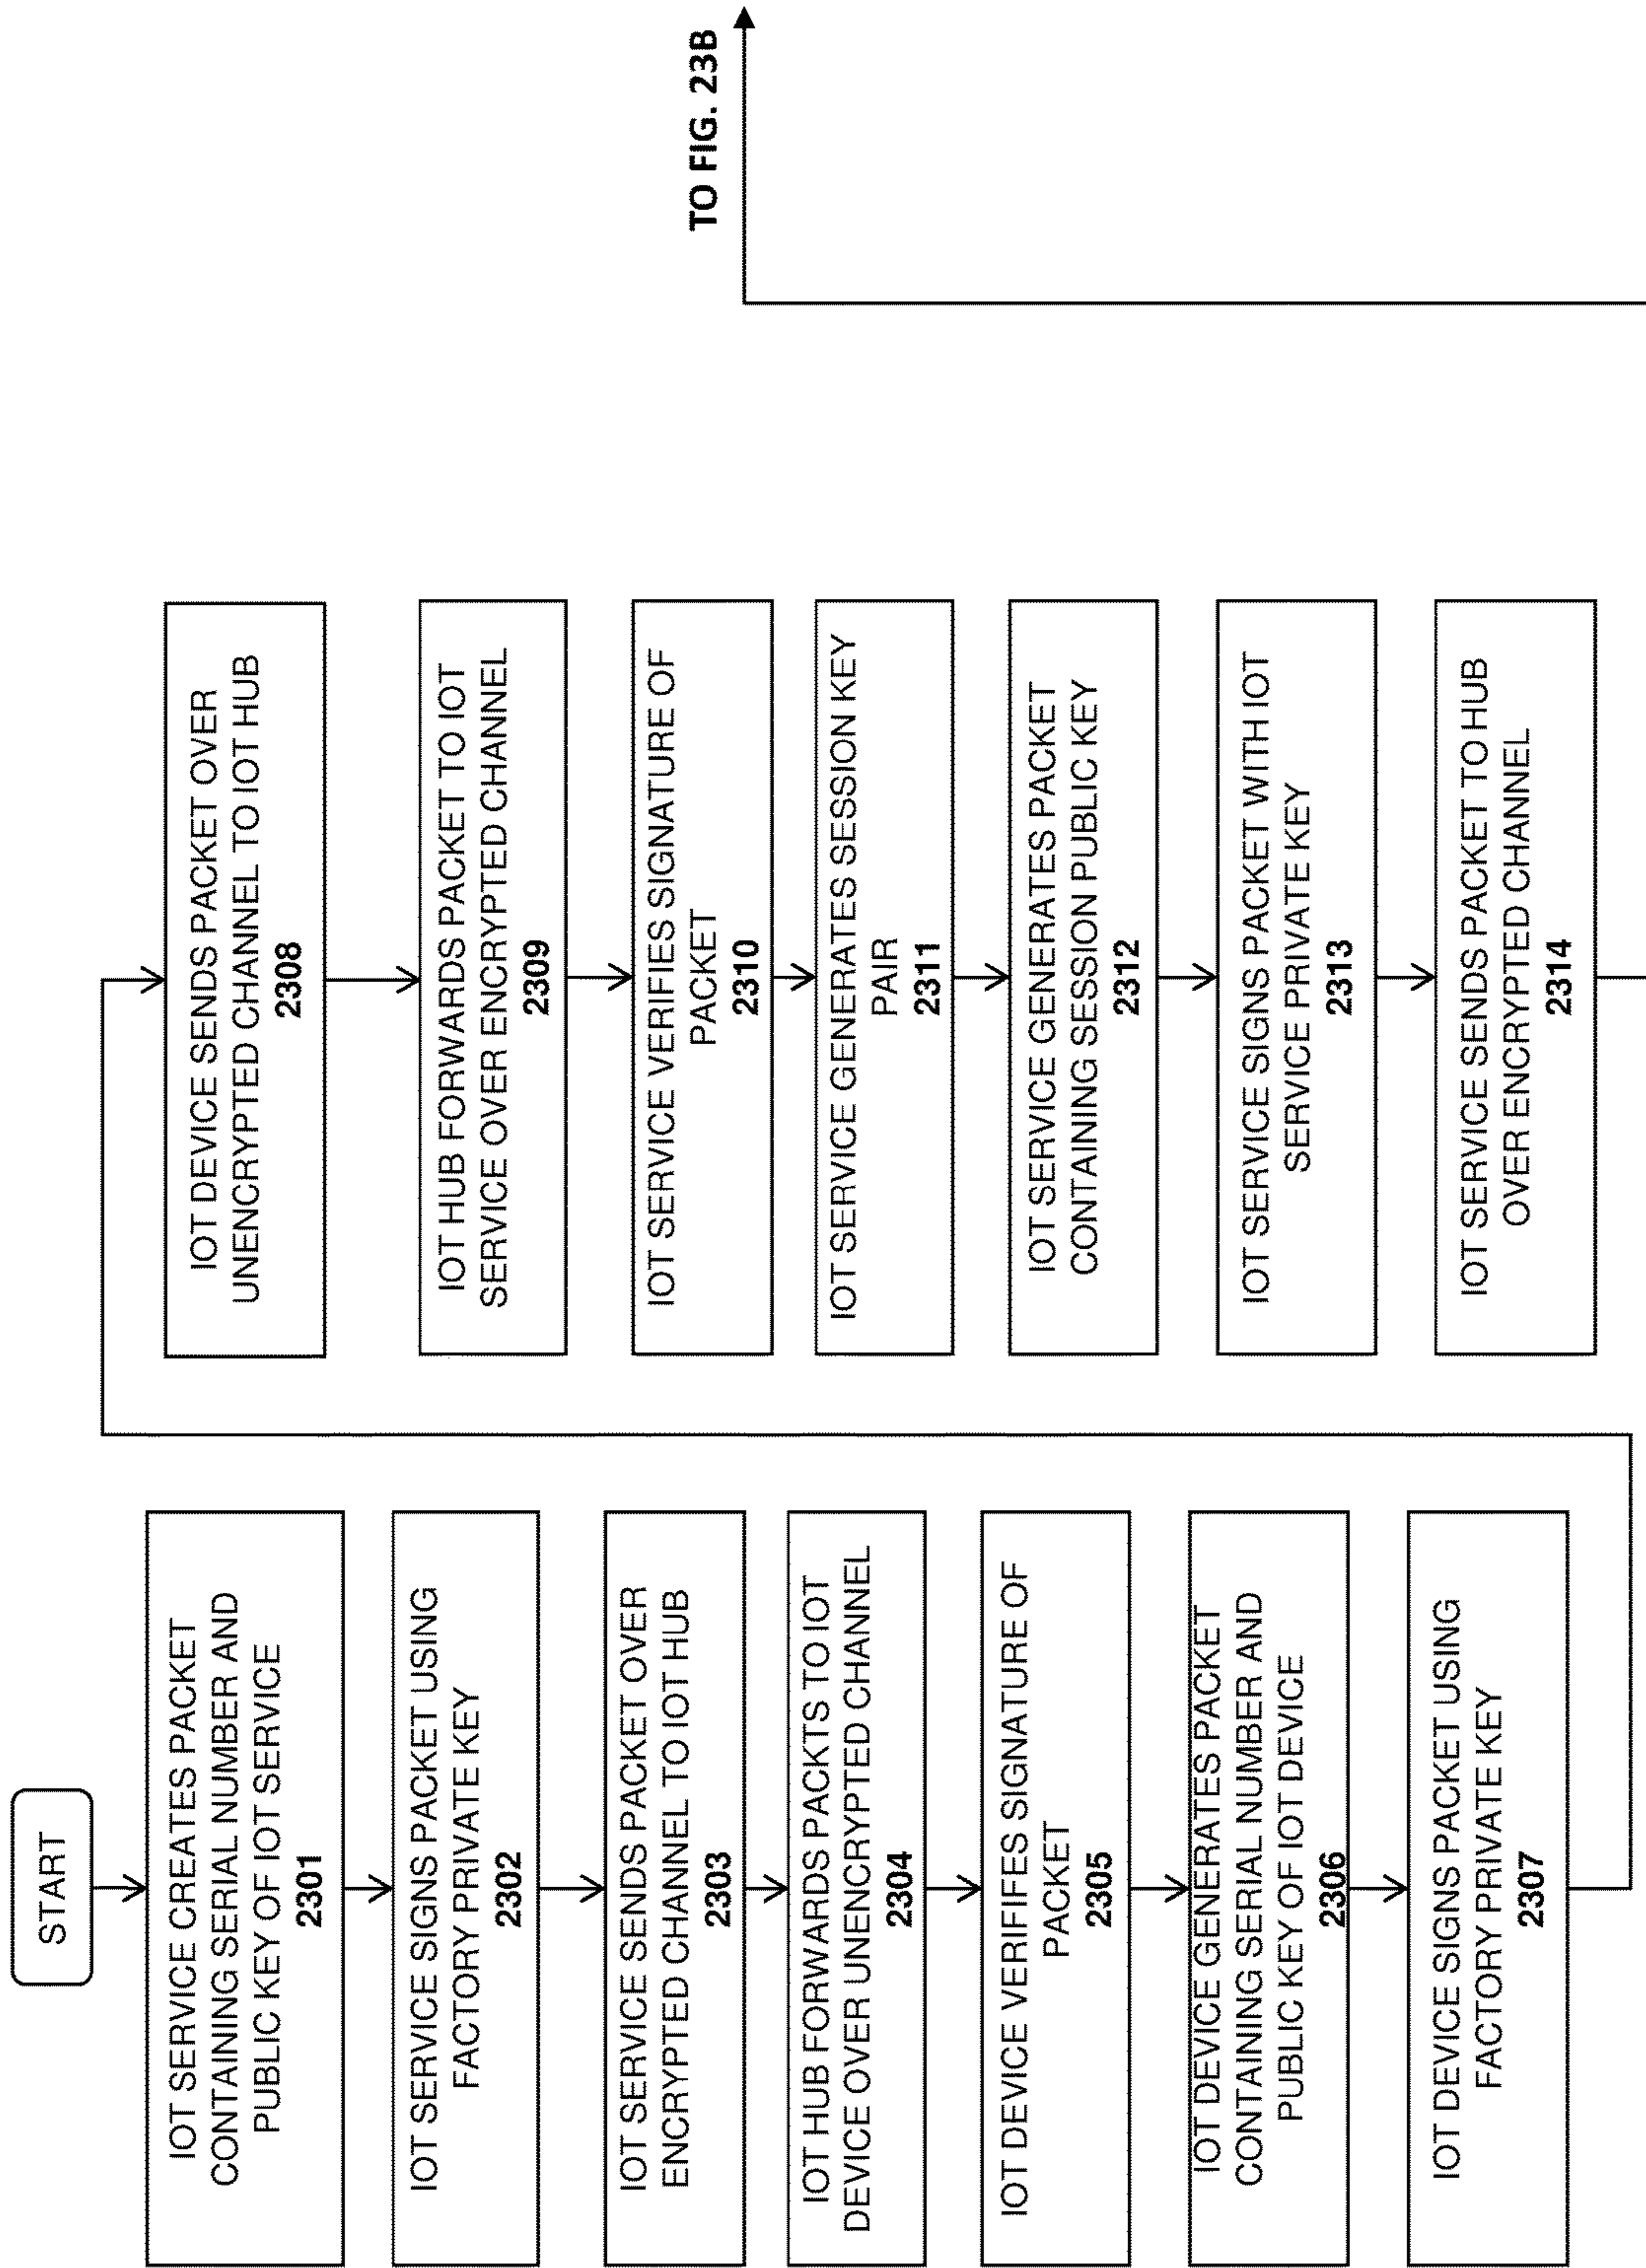 START
IOT SERVICE CREATES PACKET
CONTAINING SERIAL NUMBER AND
PUBLIC KEY OF IOT SERVICE
2301
IOT SERVICE SIGNS PACKET USING
FACTORY PRIVATE KEY
2302
IOT SERVICE SENDS PACKET OVER
ENCRYPTED CHANNEL TO IOT HUB
2303
IOT HUB FORWARDS PACKTS TO IOT
DEVICE OVER UNENCRYPTED CHANNEL
2304
IOT DEVICE VERIFIFES SIGNATURE OF
PACKET
2305
IOT DEVICE GENERATES PACKET
CONTAINING SERIAL NUMBER AND
PUBLIC KEY OF IOT DEVICE
2306
IOT DEVICE SIGNS PACKET USING
FACTORY PRIVATE KEY
2307
IOT DEVICE SENDS PACKET OVER
UNENCRYPTED CHANNEL TO IOT HUB
2308
IOT HUB FORWARDS PACKET TO IOT
SERVICE OVER ENCRYPTED CHANNEL
2309
IOT SERVICE VERIFIES SIGNATURE OF
PACKET
2310
IOT SERVICE GENERATES SESSION KEY
PAIR
2311
IOT SERVICE GENERATES PACKET
CONTAINING SESSION PUBLIC KEY
2312
IOT SERVICE SIGNS PACKET WITH IOT
SERVICE PRIVATE KEY
2313
IOT SERVICE SENDS PACKET TO HUB
OVER ENCRYPTED CHANNEL
2314
TO FIG. 23B